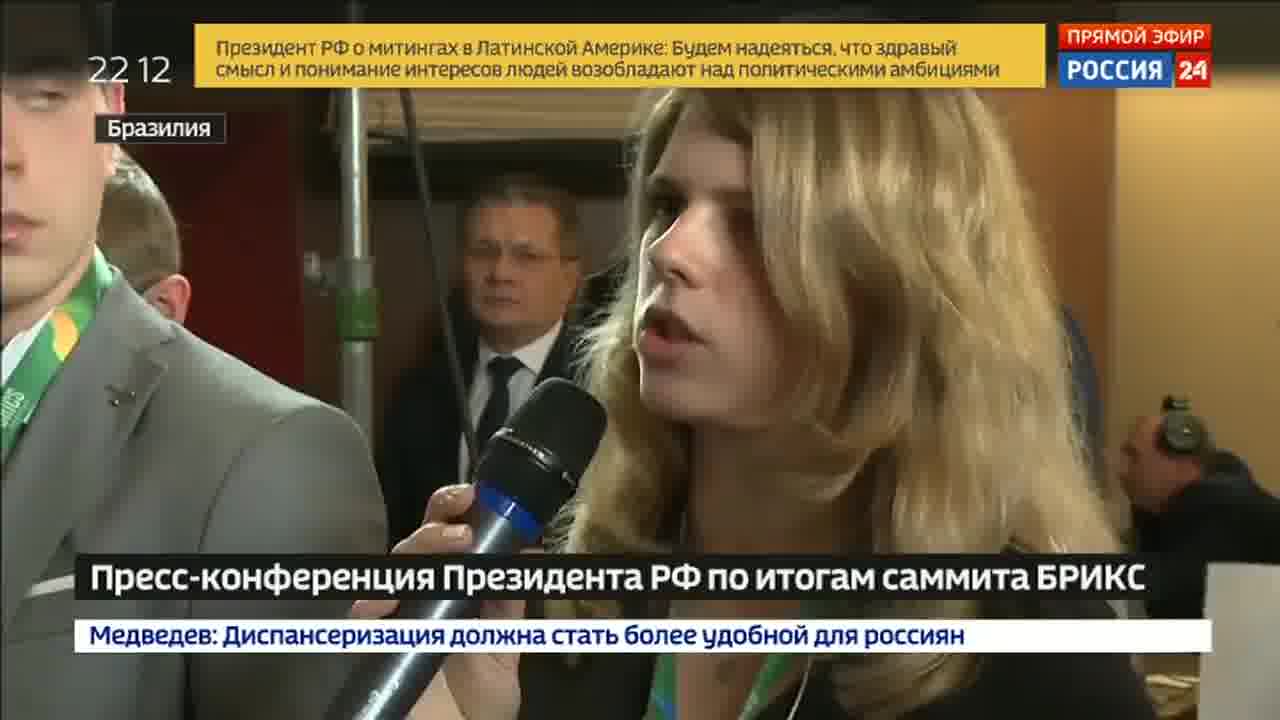 22 12
Президент РФ о митингах в Латинской Америке: Будем надеяться, что здравый
смысл и понимание интересов людей возобладают над политическими амбициями
ПРЯМОЙ ЭФИР
РОССИЯ 24
Бразилия
Пресс-конференция Президента РФ по итогам саммита БРИКС
Медведев: Диспансеризация должна стать более удобной для россиян